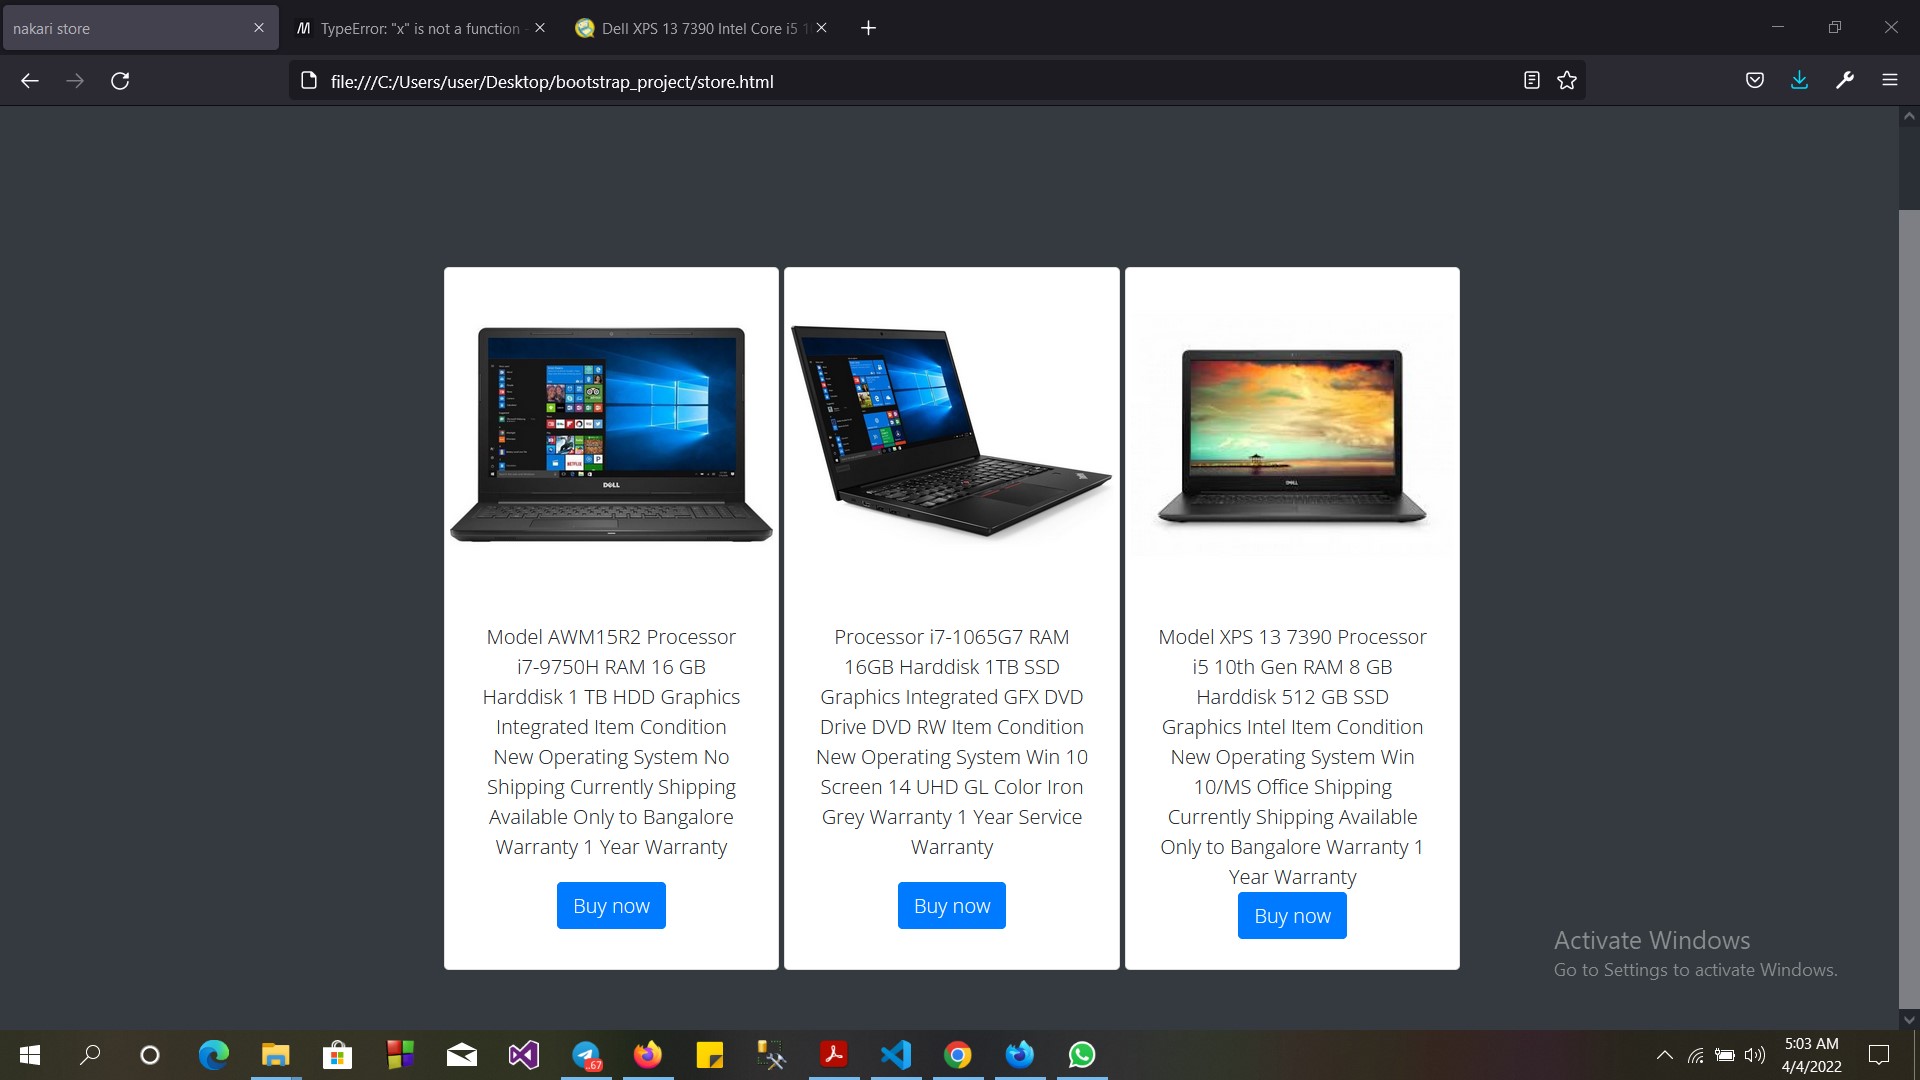 nakari store
TypeError: "x" is not a function
Dell XPS 13 7390 Intel Core i5
file:///C:/Users/user/Desktop/bootstrap_project/store.html
DELL
DELL
Model AWM15R2 Processor
i7-9750H RAM 16 GB
Harddisk 1 TB HDD Graphics
Integrated Item Condition
New Operating System No
Shipping Currently Shipping
Available Only to Bangalore
Warranty 1 Year Warranty
Buy now
Processor i7-1065G7 RAM
16GB Harddisk 1TB SSD
Graphics Integrated GFX DVD
Drive DVD RW Item Condition
New Operating System Win 10
Screen 14 UHD GL Color Iron
Grey Warranty 1 Year Service
Warranty
Buy now
Model XPS 13 7390 Processor
i5 10th Gen RAM 8 GB
Harddisk 512 GB SSD
Graphics Intel Item Condition
New Operating System Win
10/MS Office Shipping
Currently Shipping Available
Only to Bangalore Warranty 1
Year Warranty
Buy now
Activate Windows
Go to Settings to activate Windows.
..67
5:03 AM
4/4/2022